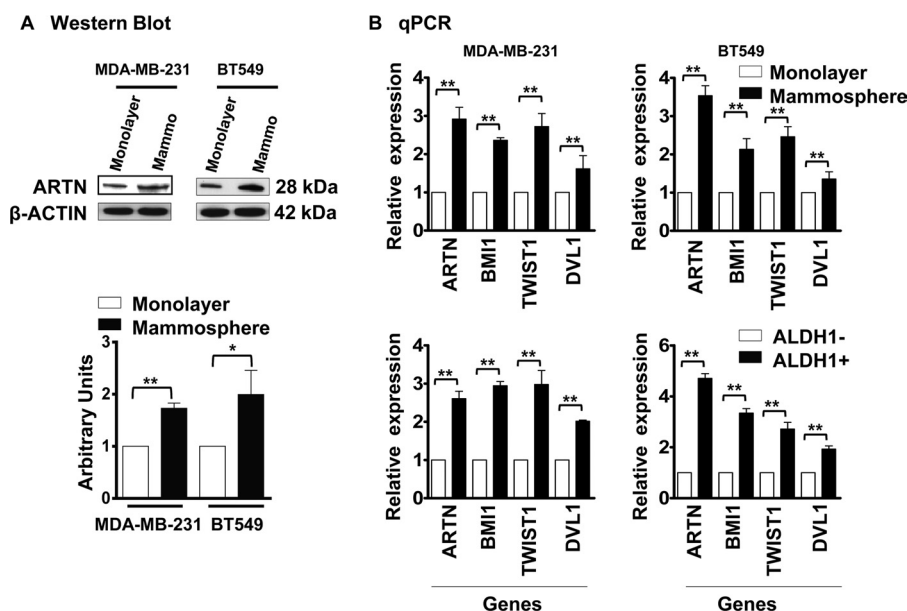 A Western Blot
MDA-MB-231 BT549
Monolayer Mammo Monolayer Mammo
ARTN 28 kDa
β-ACTIN 42 kDa
Monolayer
Mammosphere
Arbitrary Units
3
2
1
0
** *
MDA-MB-231 BT549
B qPCR
MDA-MB-231
Relative expression
4
3
2
1
0
** ** ** **
ARTN BMI1 TWIST1 DVL1
BT549
Monolayer
Mammosphere
Relative expression
4
3
2
1
0
** ** ** **
ARTN BMI1 TWIST1 DVL1
Relative expression
4
3
2
1
0
** ** ** **
ARTN BMI1 TWIST1 DVL1
Genes
ALDH1-
ALDH1+
Relative expression
6
4
2
0
** ** ** **
ARTN BMI1 TWIST1 DVL1
Genes